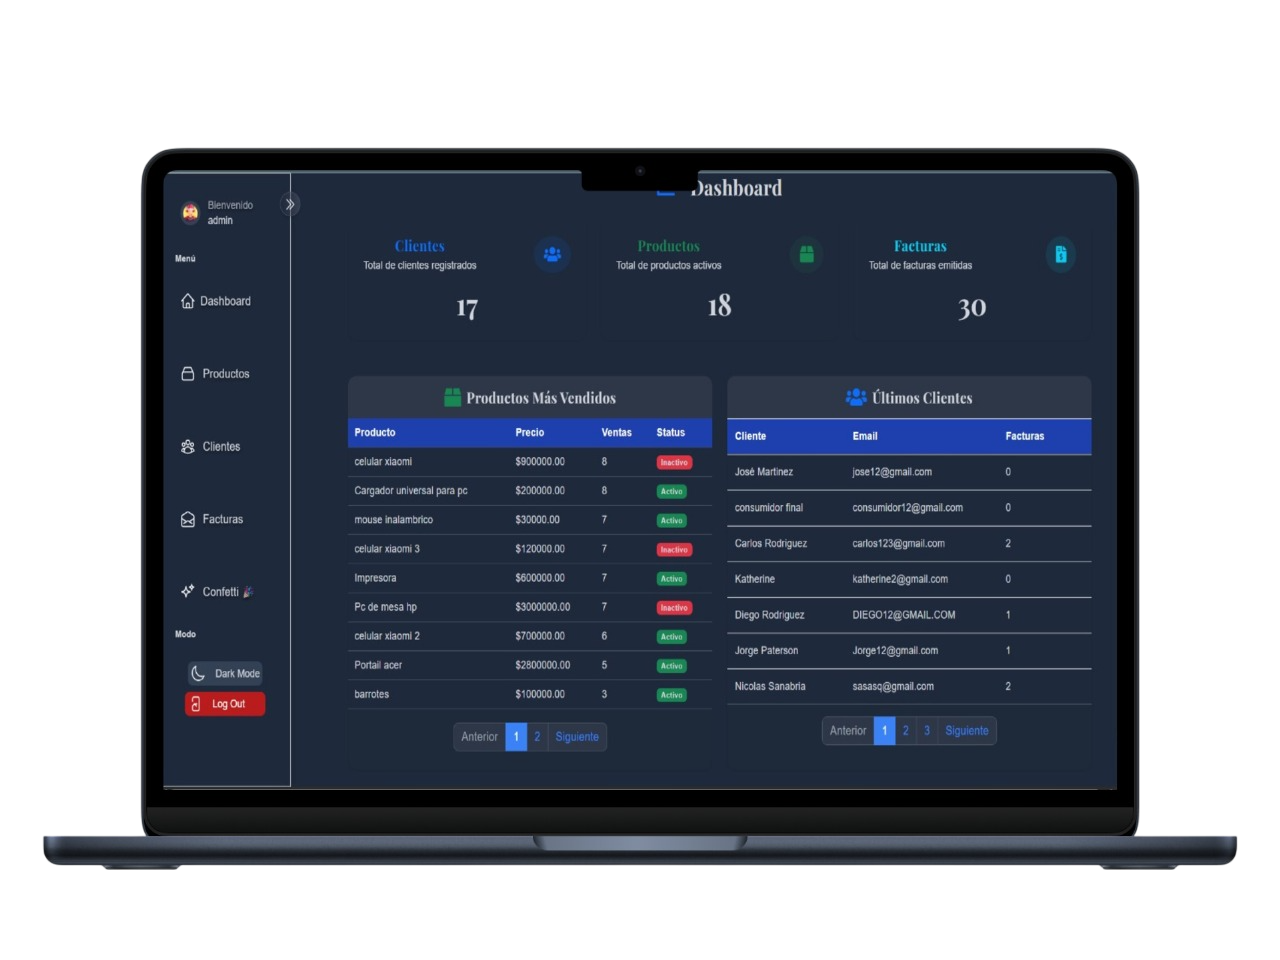 Bienvenido
admin
Menú
Dashboard
Productos
Clientes
Facturas
Confetti 🎉
Modo
Dark Mode
Log Out
Dashboard
Clientes
Total de clientes registrados
17
Productos
Total de productos activos
18
Facturas
Total de facturas emitidas
30
Productos Más Vendidos
Producto Precio Ventas Status
celular xiaomi $900000.00 8 Inactivo
Cargador universal para pc $200000.00 8 Activo
mouse inalambrico $30000.00 7 Activo
celular xiaomi 3 $120000.00 7 Inactivo
Impresora $600000.00 7 Activo
Pc de mesa hp $3000000.00 7 Inactivo
celular xiaomi 2 $700000.00 6 Activo
Portail acer $2800000.00 5 Activo
barrotes $100000.00 3 Activo
Anterior 1 2 Siguiente
Últimos Clientes
Cliente Email Facturas
José Martinez jose12@gmail.com 0
consumidor final consumidor12@gmail.com 0
Carlos Rodriguez carlos123@gmail.com 2
Katherine katherine2@gmail.com 0
Diego Rodriguez DIEGO12@GMAIL.COM 1
Jorge Paterson Jorge12@gmail.com 1
Nicolas Sanabria sasasq@gmail.com 2
Anterior 1 2 3 Siguiente